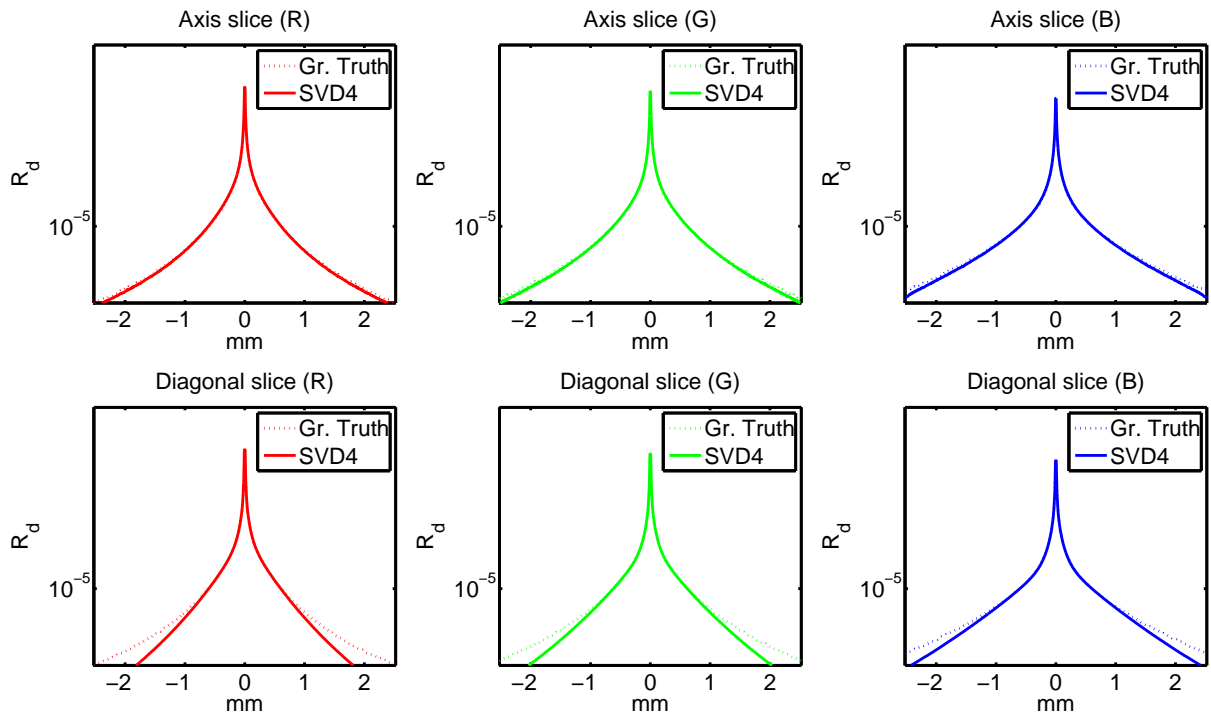 Axis slice (R)
Gr. Truth
SVD4
R_d
10^-5
−2 −1 0 1 2
mm
Axis slice (G)
Gr. Truth
SVD4
R_d
10^-5
−2 −1 0 1 2
mm
Axis slice (B)
Gr. Truth
SVD4
R_d
10^-5
−2 −1 0 1 2
mm
Diagonal slice (R)
Gr. Truth
SVD4
R_d
10^-5
−2 −1 0 1 2
mm
Diagonal slice (G)
Gr. Truth
SVD4
R_d
10^-5
−2 −1 0 1 2
mm
Diagonal slice (B)
Gr. Truth
SVD4
R_d
10^-5
−2 −1 0 1 2
mm